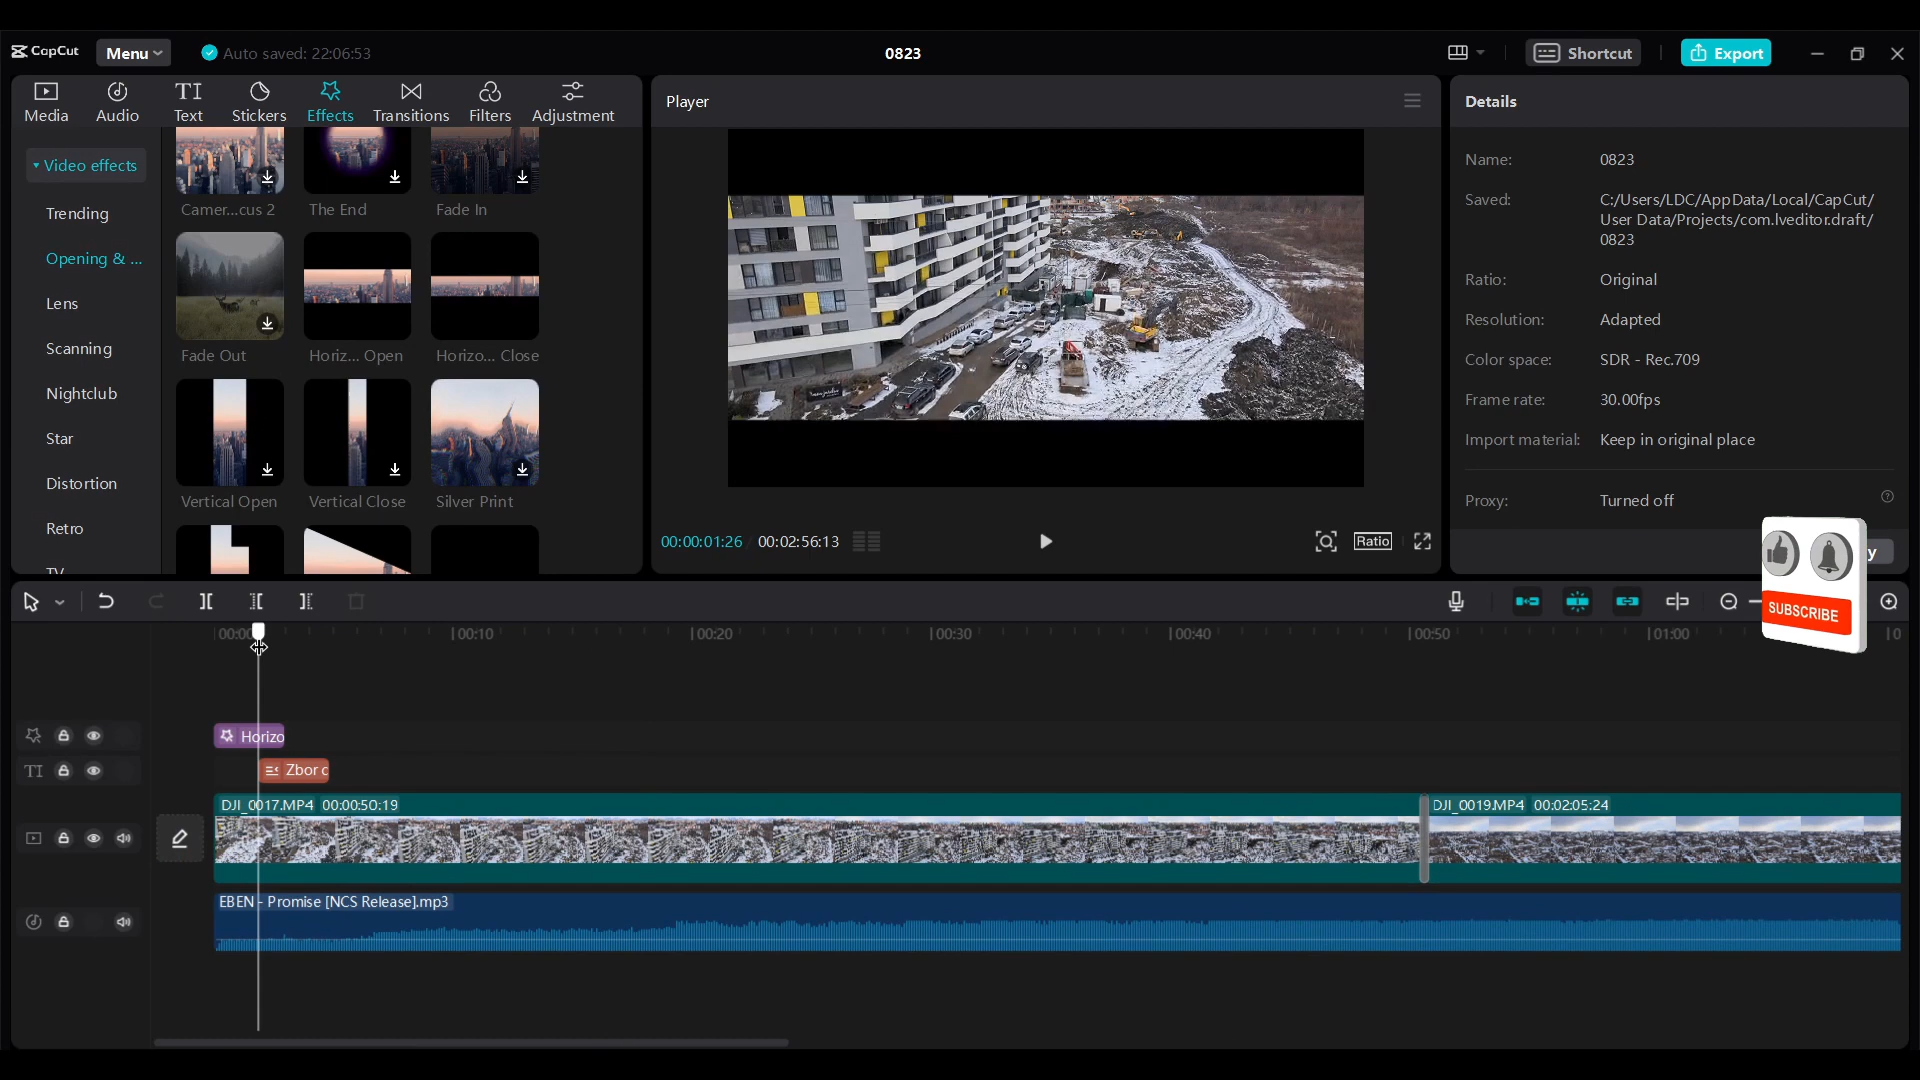 CapCut
Menu
Auto saved: 22:06:53
0823
Shortcut
Export
Media
Audio
Text
Stickers
Effects
Transitions
Filters
Adjustment
Video effects
Trending
Opening & ...
Lens
Scanning
Nightclub
Star
Distortion
Retro
TV
Camer...cus 2
The End
Fade In
Fade Out
Horiz... Open
Horizo... Close
Vertical Open
Vertical Close
Silver Print
Player
00:00:01:26
00:02:56:13
Ratio
Details
Name: 0823
Saved: C:/Users/LDC/AppData/Local/CapCut/
User Data/Projects/com.lveditor.draft/
0823
Ratio: Original
Resolution: Adapted
Color space: SDR - Rec.709
Frame rate: 30.00fps
Import material: Keep in original place
Proxy: Turned off
y
SUBSCRIBE
00:00
00:10
00:20
00:30
00:40
00:50
01:00
0
Horizo
TI
Zbor c
DJI_0017.MP4 00:00:50:19
DJI_0019.MP4 00:02:05:24
EBEN - Promise [NCS Release].mp3